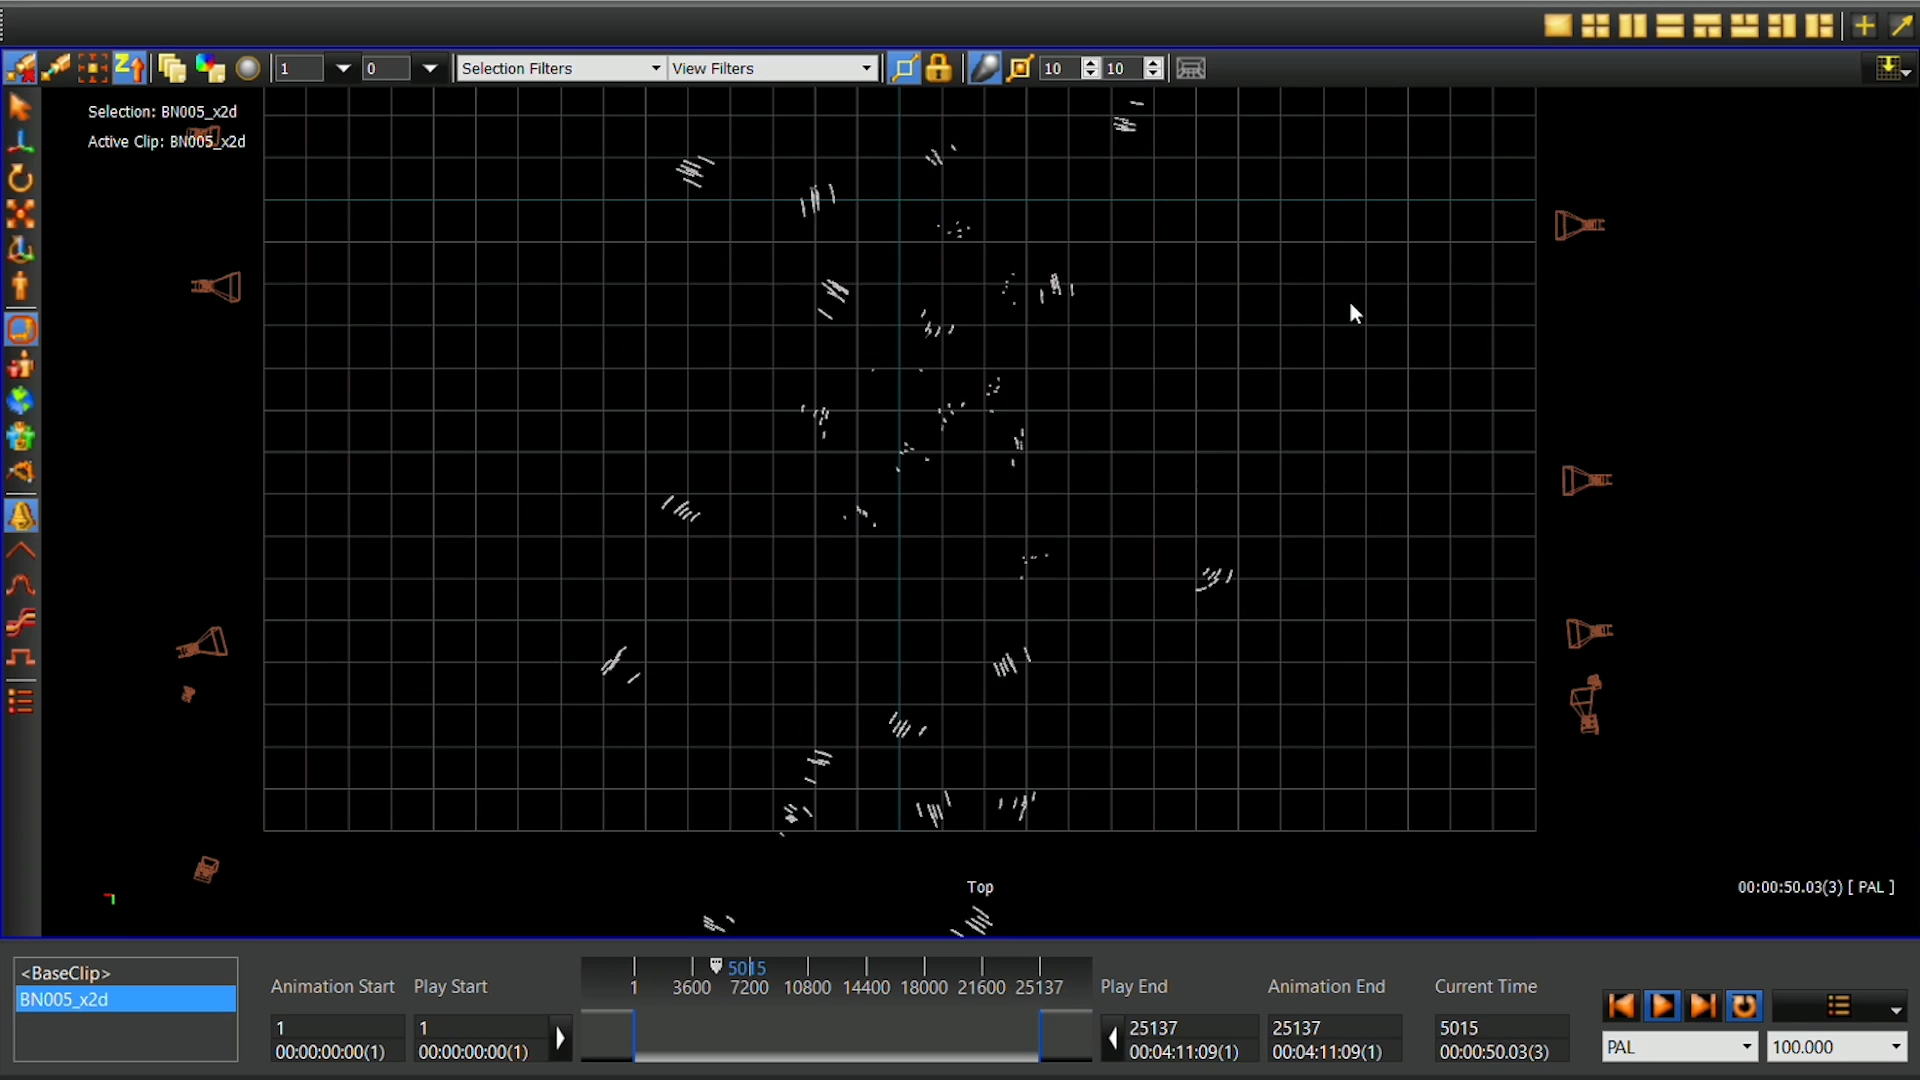 1
0
Selection Filters
View Filters
10
10
Selection: BN005_x2d
Active Clip: BN005_x2d
Top
00:00:50.03(3) [ PAL ]
<BaseClip>
BN005_x2d
Animation Start
1
00:00:00:00(1)
Play Start
1
00:00:00:00(1)
5015
1 3600 7200 10800 14400 18000 21600 25137
Play End
25137
00:04:11:09(1)
Animation End
25137
00:04:11:09(1)
Current Time
5015
00:00:50.03(3)
PAL
100.000